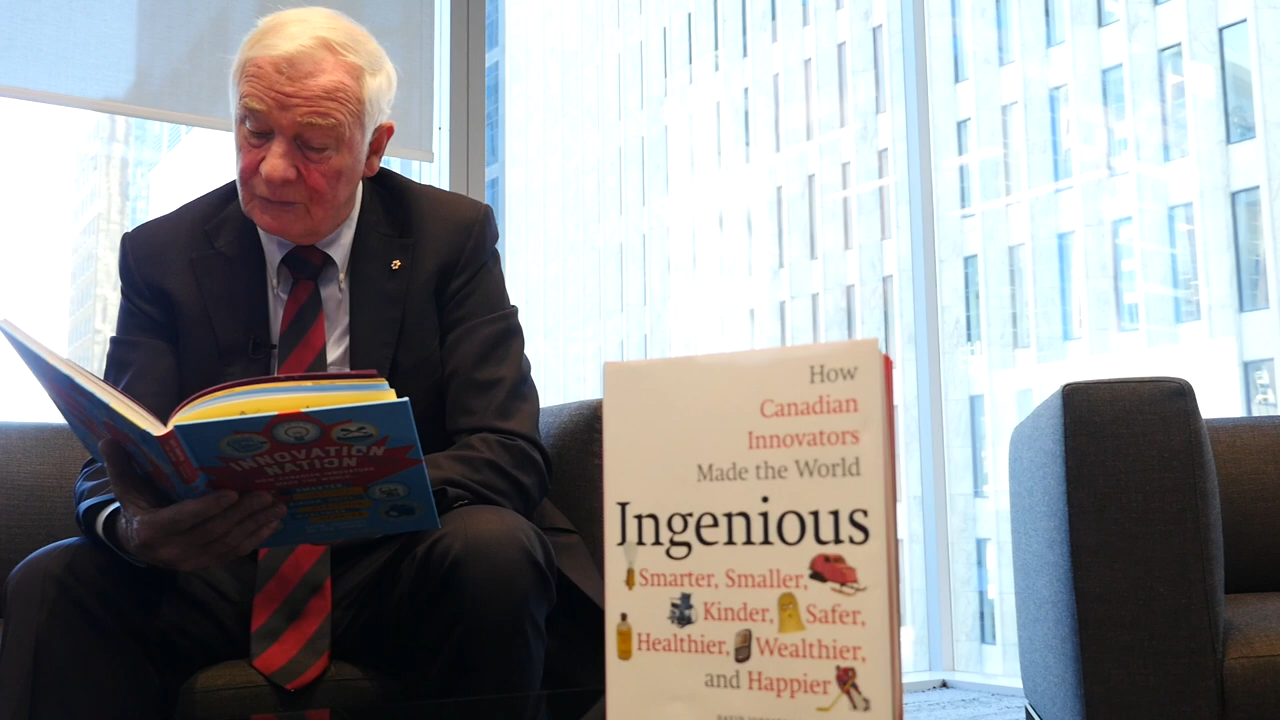 INNOVATION
NATION
How
Canadian
Innovators
Made the World
Ingenious
Smarter, Smaller,
Kinder, Safer,
Healthier, Wealthier,
and Happier